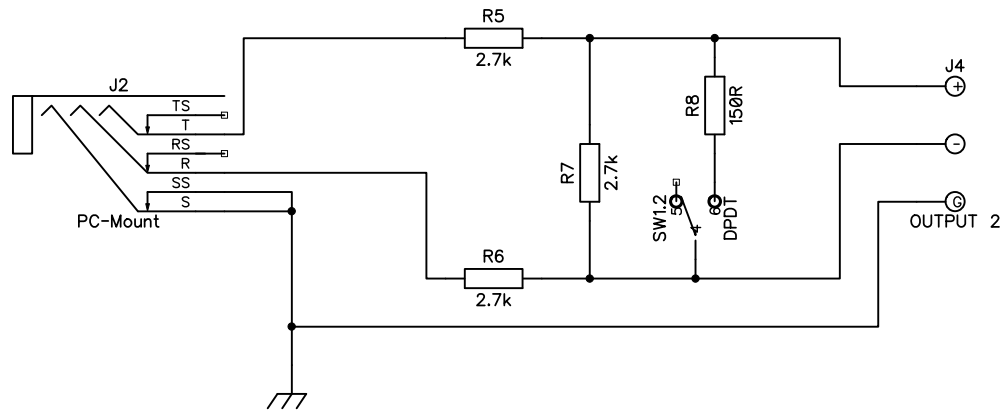 R5
2.7k
J2
TS
T
RS
R
SS
S
PC-Mount
R7
2.7k
R8
150R
SW1.2
5
6
4
DPDT
R6
2.7k
J4
+
-
G
OUTPUT 2